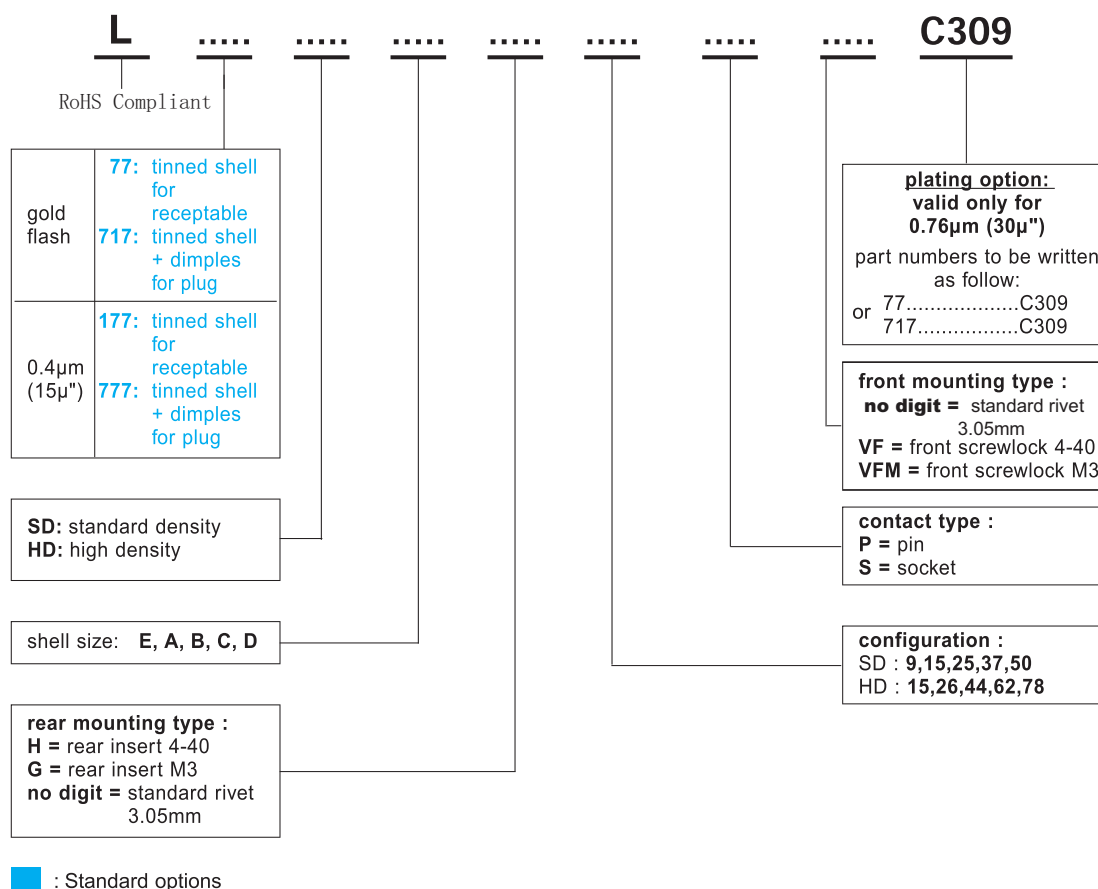 L ..... ..... ..... ..... ..... ..... ..... C309
RoHS Compliant
gold
flash
77: tinned shell
for
receptable
717: tinned shell
+ dimples
for plug
0.4µm
(15µ")
177: tinned shell
for
receptable
777: tinned shell
+ dimples
for plug
SD: standard density
HD: high density
shell size: E, A, B, C, D
rear mounting type :
H = rear insert 4-40
G = rear insert M3
no digit = standard rivet
3.05mm
plating option:
valid only for
0.76µm (30µ")
part numbers to be written
as follow:
or
77...................C309
717.................C309
front mounting type :
no digit = standard rivet
3.05mm
VF = front screwlock 4-40
VFM = front screwlock M3
contact type :
P = pin
S = socket
configuration :
SD : 9,15,25,37,50
HD : 15,26,44,62,78
: Standard options